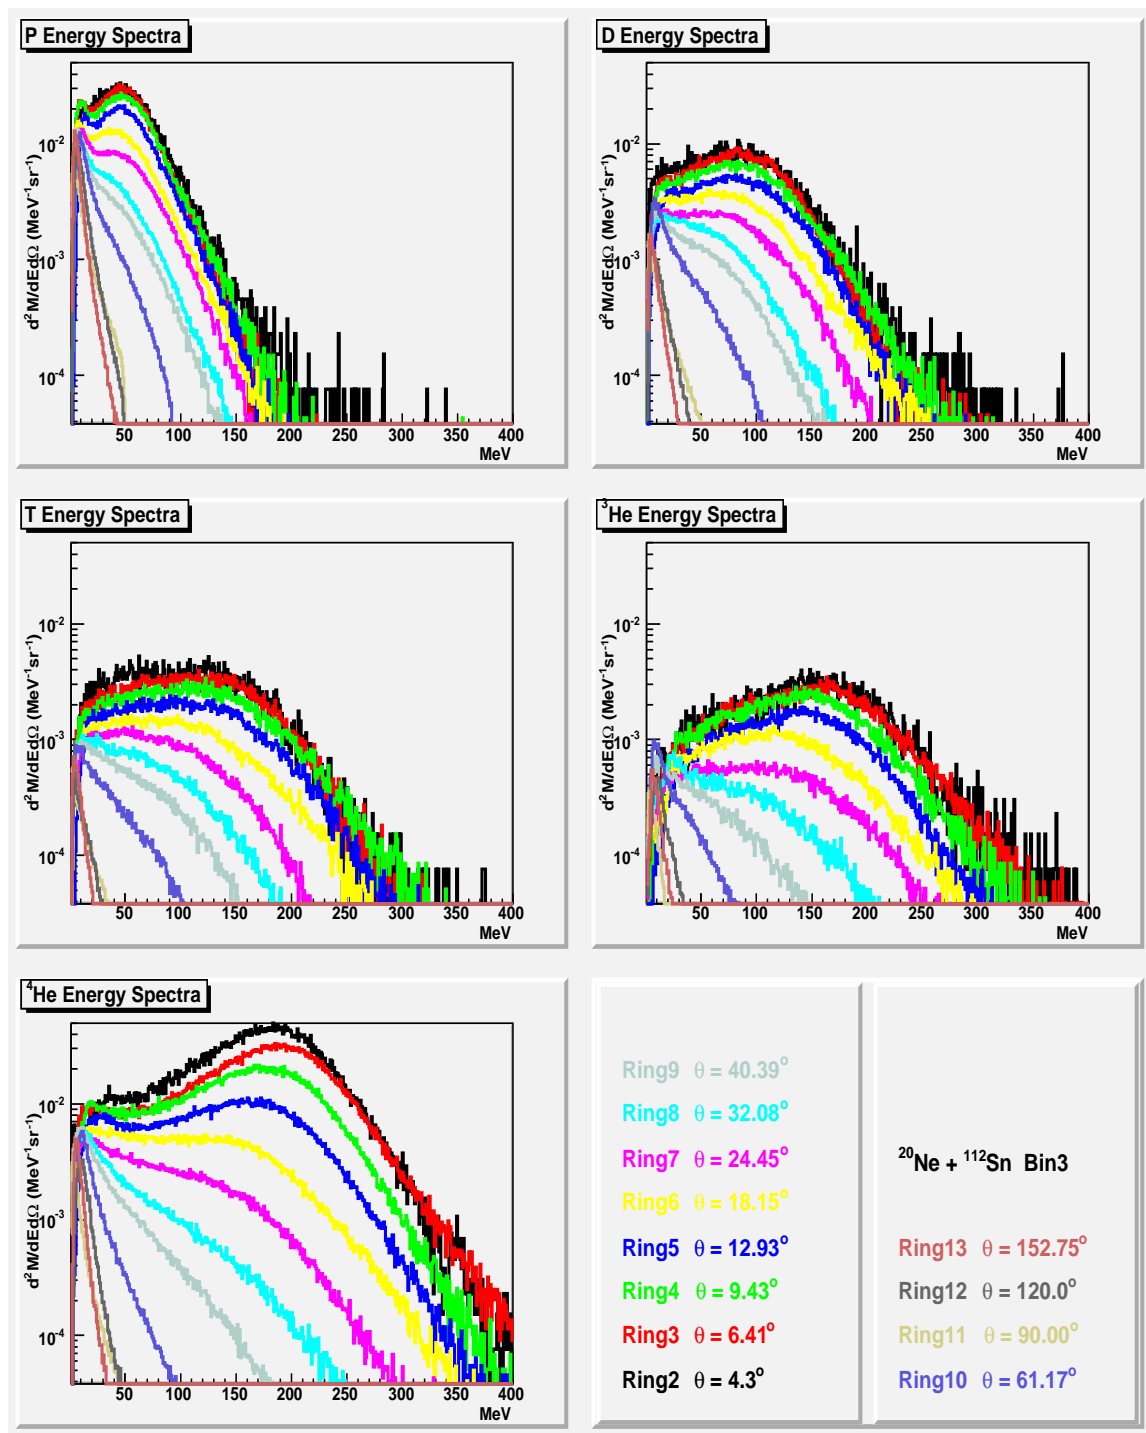 P Energy Spectra
d²M/dEdΩ (MeV⁻¹sr⁻¹)
10⁻²
10⁻³
10⁻⁴
50 100 150 200 250 300 350 400
MeV
D Energy Spectra
d²M/dEdΩ (MeV⁻¹sr⁻¹)
10⁻²
10⁻³
10⁻⁴
50 100 150 200 250 300 350 400
MeV
T Energy Spectra
d²M/dEdΩ (MeV⁻¹sr⁻¹)
10⁻²
10⁻³
10⁻⁴
50 100 150 200 250 300 350 400
MeV
³He Energy Spectra
d²M/dEdΩ (MeV⁻¹sr⁻¹)
10⁻²
10⁻³
10⁻⁴
50 100 150 200 250 300 350 400
MeV
⁴He Energy Spectra
d²M/dEdΩ (MeV⁻¹sr⁻¹)
10⁻²
10⁻³
10⁻⁴
50 100 150 200 250 300 350 400
MeV
Ring9 θ = 40.39°
Ring8 θ = 32.08°
Ring7 θ = 24.45°
Ring6 θ = 18.15°
Ring5 θ = 12.93°
Ring4 θ = 9.43°
Ring3 θ = 6.41°
Ring2 θ = 4.3°
²⁰Ne + ¹¹²Sn Bin3
Ring13 θ = 152.75°
Ring12 θ = 120.0°
Ring11 θ = 90.00°
Ring10 θ = 61.17°